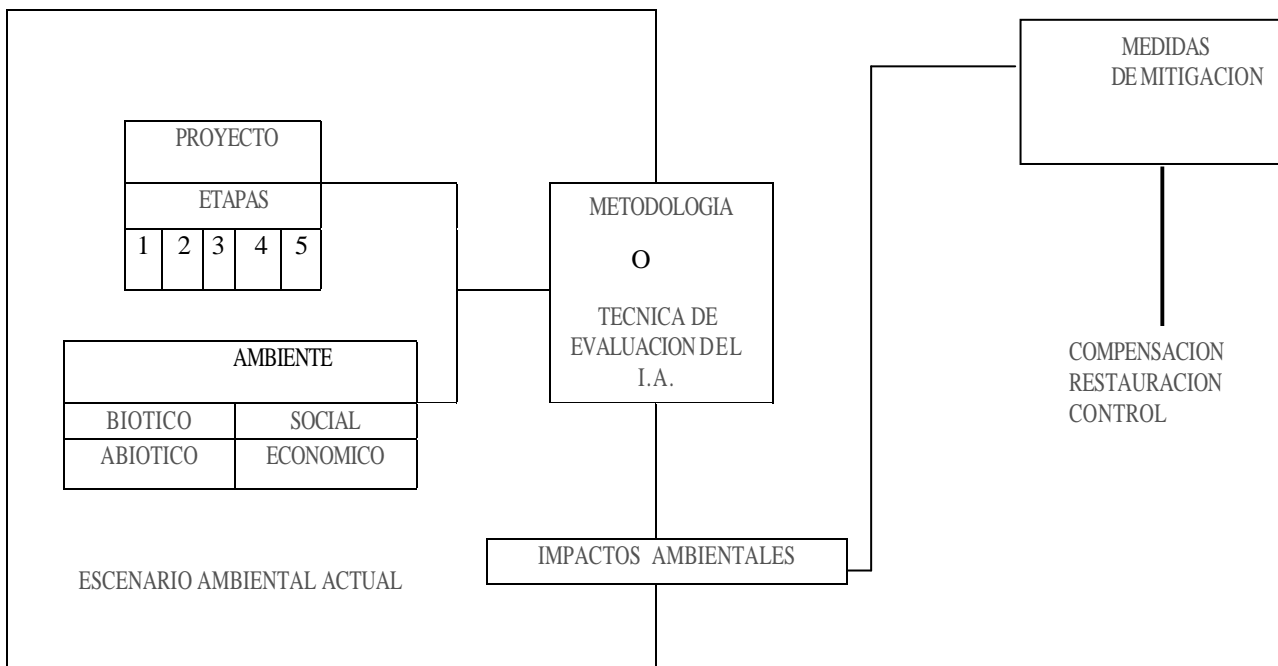 PROYECTO
ETAPAS
1 2 3 4 5
AMBIENTE
BIOTICO SOCIAL
ABIOTICO ECONOMICO
ESCENARIO AMBIENTAL ACTUAL
METODOLOGIA
O
TECNICA DE
EVALUACION DEL
I.A.
IMPACTOS AMBIENTALES
MEDIDAS
DE MITIGACION
COMPENSACION
RESTAURACION
CONTROL